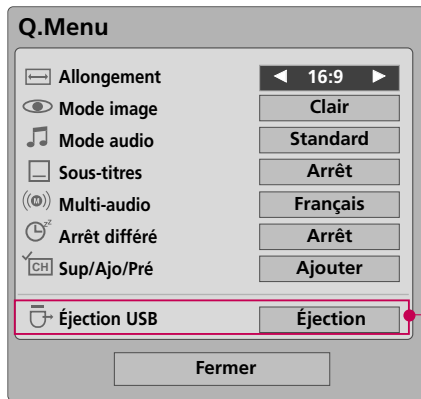 Q.Menu
Allongement ◄ 16:9 ►
Mode image Clair
Mode audio Standard
Sous-titres Arrêt
Multi-audio Français
Arrêt différé Arrêt
CH Sup/Ajo/Pré Ajouter
Éjection USB Éjection
Fermer